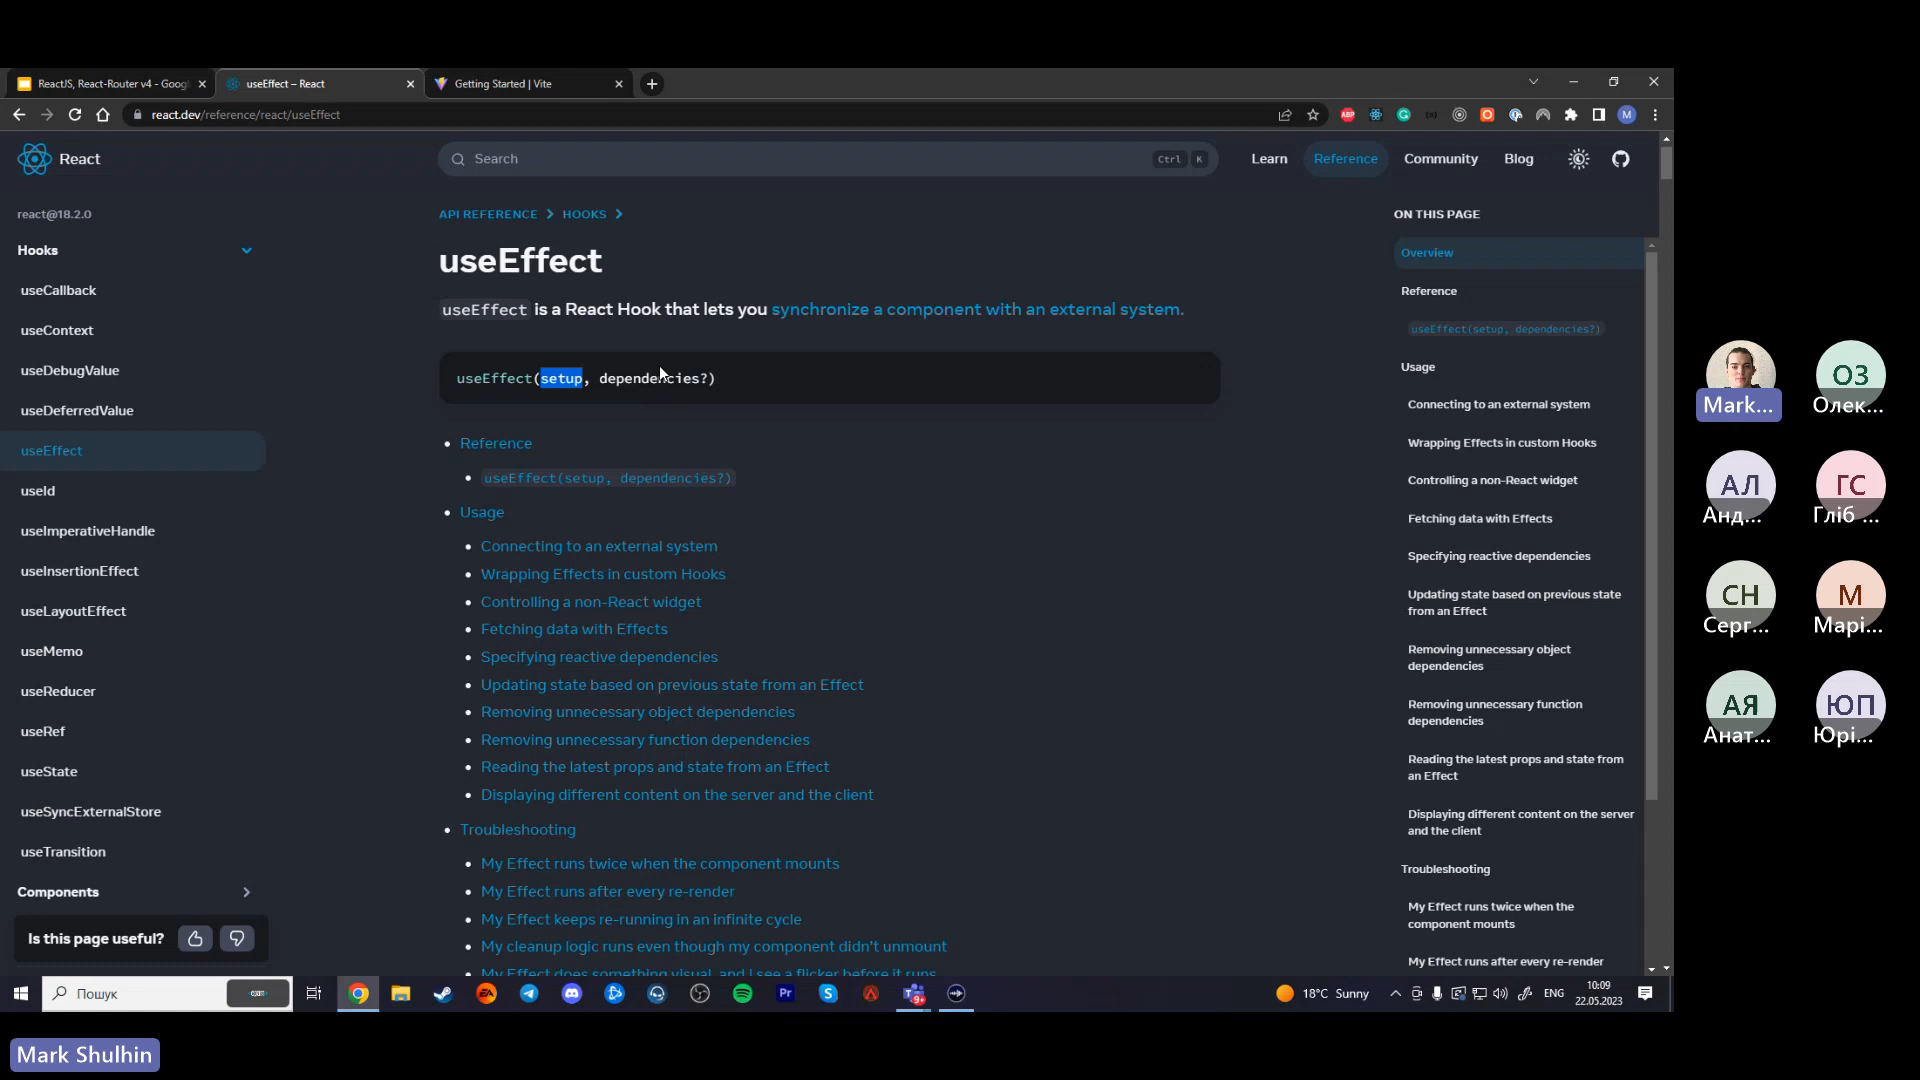 ReactJS, React-Router v4 - Googl
useEffect – React
Getting Started | Vite
react.dev/reference/react/useEffect
React
Search
Ctrl K
Learn
Reference
Community
Blog
react@18.2.0
Hooks
useCallback
useContext
useDebugValue
useDeferredValue
useEffect
useId
useImperativeHandle
useInsertionEffect
useLayoutEffect
useMemo
useReducer
useRef
useState
useSyncExternalStore
useTransition
Components
Is this page useful?
API REFERENCE
HOOKS
useEffect
useEffect is a React Hook that lets you synchronize a component with an external system.
useEffect(setup, dependencies?)
Reference
useEffect(setup, dependencies?)
Usage
Connecting to an external system
Wrapping Effects in custom Hooks
Controlling a non-React widget
Fetching data with Effects
Specifying reactive dependencies
Updating state based on previous state from an Effect
Removing unnecessary object dependencies
Removing unnecessary function dependencies
Reading the latest props and state from an Effect
Displaying different content on the server and the client
Troubleshooting
My Effect runs twice when the component mounts
My Effect runs after every re-render
My Effect keeps re-running in an infinite cycle
My cleanup logic runs even though my component didn't unmount
My Effect does something visual, and I see a flicker before it runs
ON THIS PAGE
Overview
Reference
useEffect(setup, dependencies?)
Usage
Connecting to an external system
Wrapping Effects in custom Hooks
Controlling a non-React widget
Fetching data with Effects
Specifying reactive dependencies
Updating state based on previous state
from an Effect
Removing unnecessary object
dependencies
Removing unnecessary function
dependencies
Reading the latest props and state from
an Effect
Displaying different content on the server
and the client
Troubleshooting
My Effect runs twice when the
component mounts
My Effect runs after every re-render
Mark...
ОЗ
Олек...
АЛ
Анд...
ГС
Гліб ...
СН
Серг...
М
Марі...
АЯ
Анат...
ЮП
Юрі...
Пошук
18°C Sunny
ENG
10:09
22.05.2023
Mark Shulhin